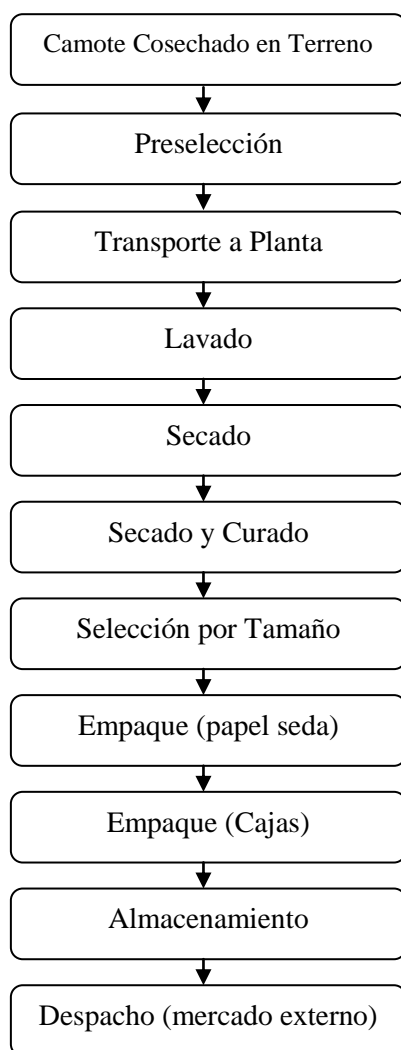 Camote Cosechado en Terreno
Preselección
Transporte a Planta
Lavado
Secado
Secado y Curado
Selección por Tamaño
Empaque (papel seda)
Empaque (Cajas)
Almacenamiento
Despacho (mercado externo)